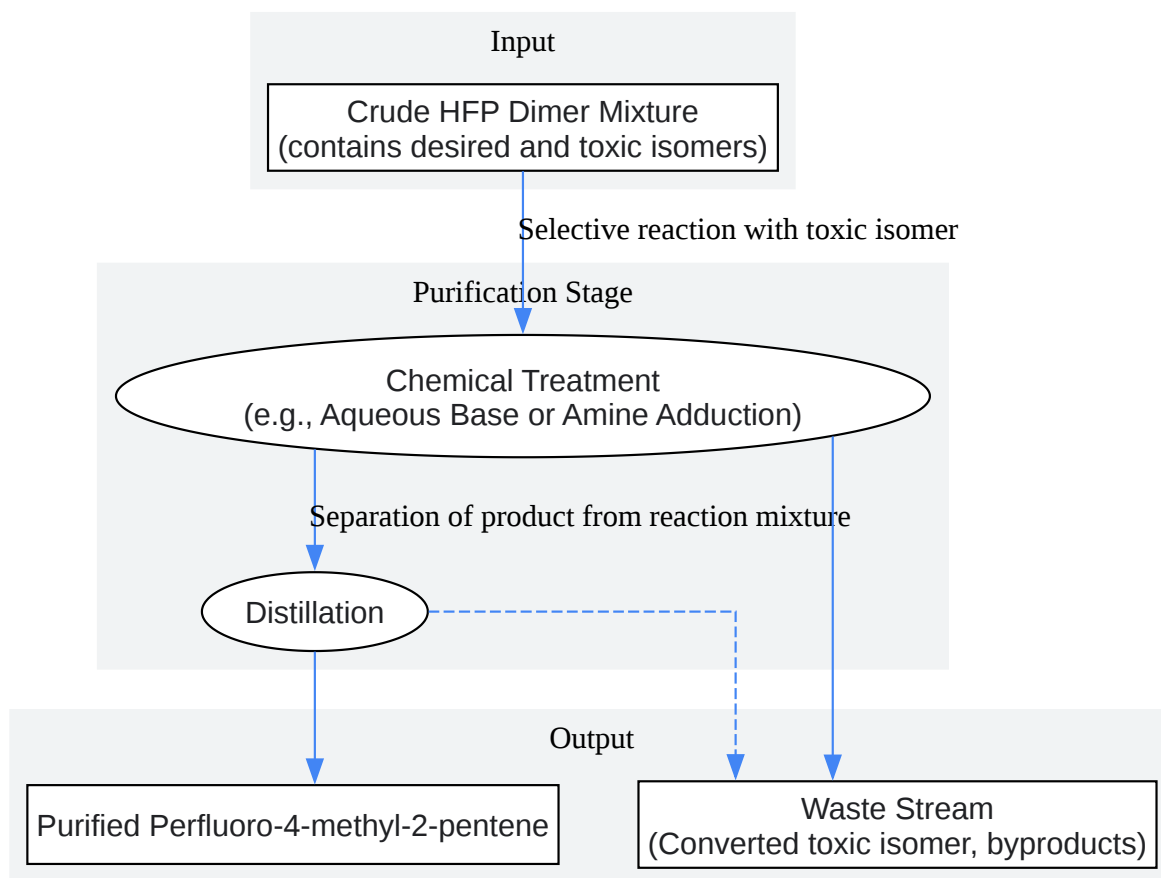 Input
Crude HFP Dimer Mixture
(contains desired and toxic isomers)
Selective reaction with toxic isomer
Purification Stage
Chemical Treatment
(e.g., Aqueous Base or Amine Adduction)
Separation of product from reaction mixture
Distillation
Output
Purified Perfluoro-4-methyl-2-pentene
Waste Stream
(Converted toxic isomer, byproducts)